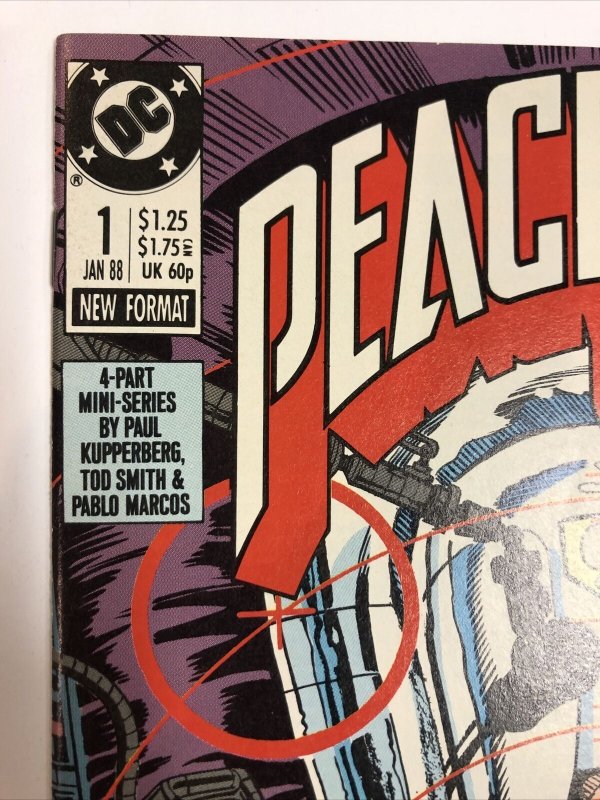 DC
®
1
$1.25
$1.75 CAN
JAN 88
UK 60p
NEW FORMAT
4-PART
MINI-SERIES
BY PAUL
KUPPERBERG,
TOD SMITH &
PABLO MARCOS
PEAC